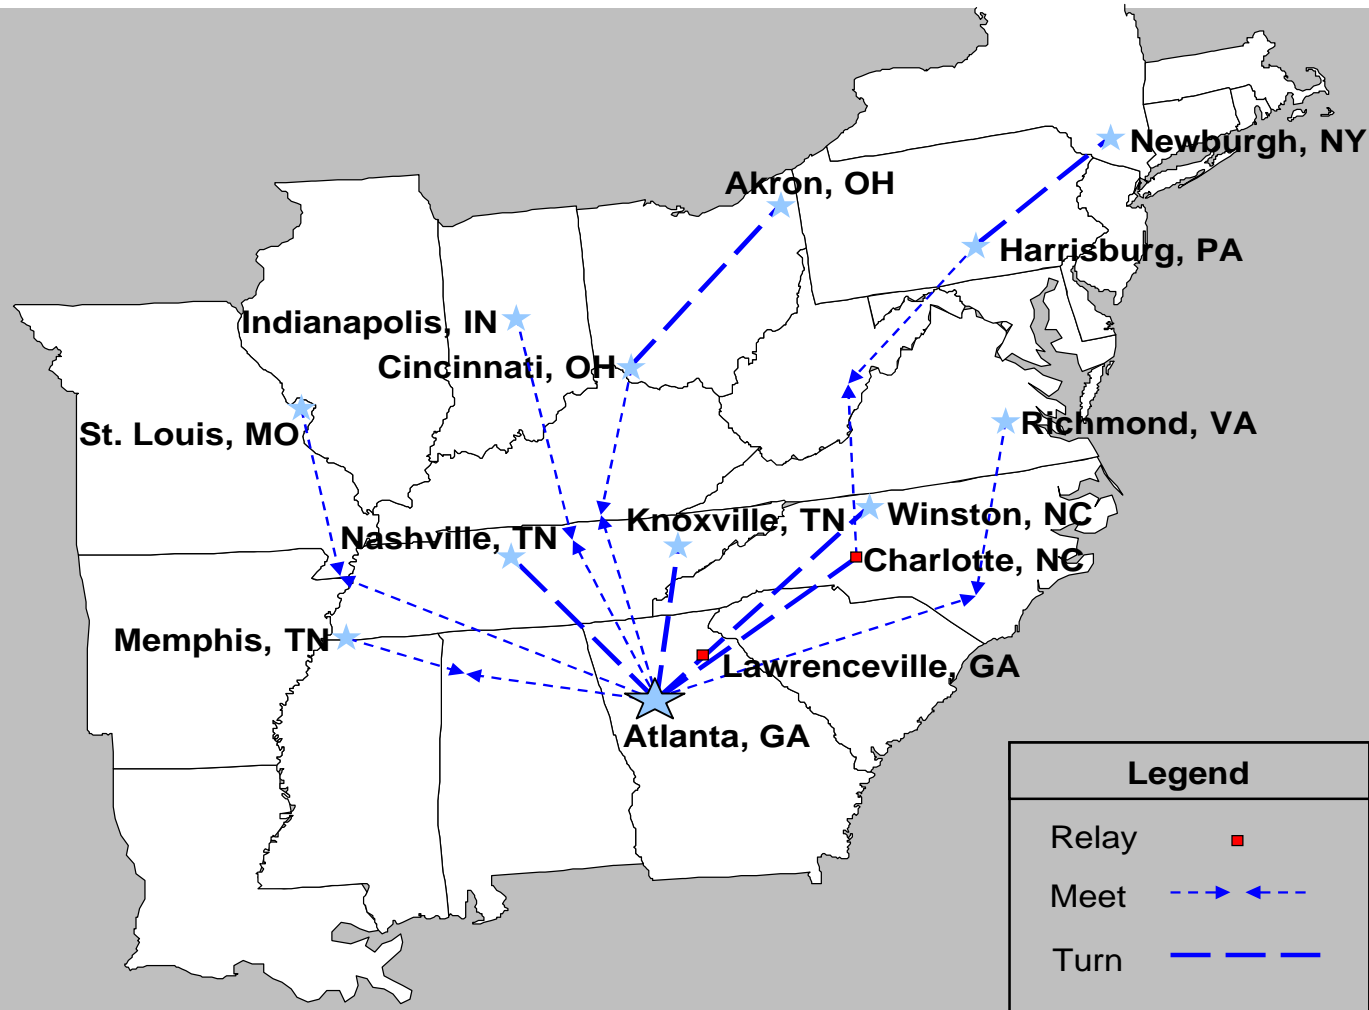 Newburgh, NY
Akron, OH
Harrisburg, PA
Indianapolis, IN
Cincinnati, OH
St. Louis, MO
Richmond, VA
Knoxville, TN
Winston, NC
Nashville, TN
Charlotte, NC
Memphis, TN
Lawrenceville, GA
Atlanta, GA
Legend
Relay
Meet
Turn